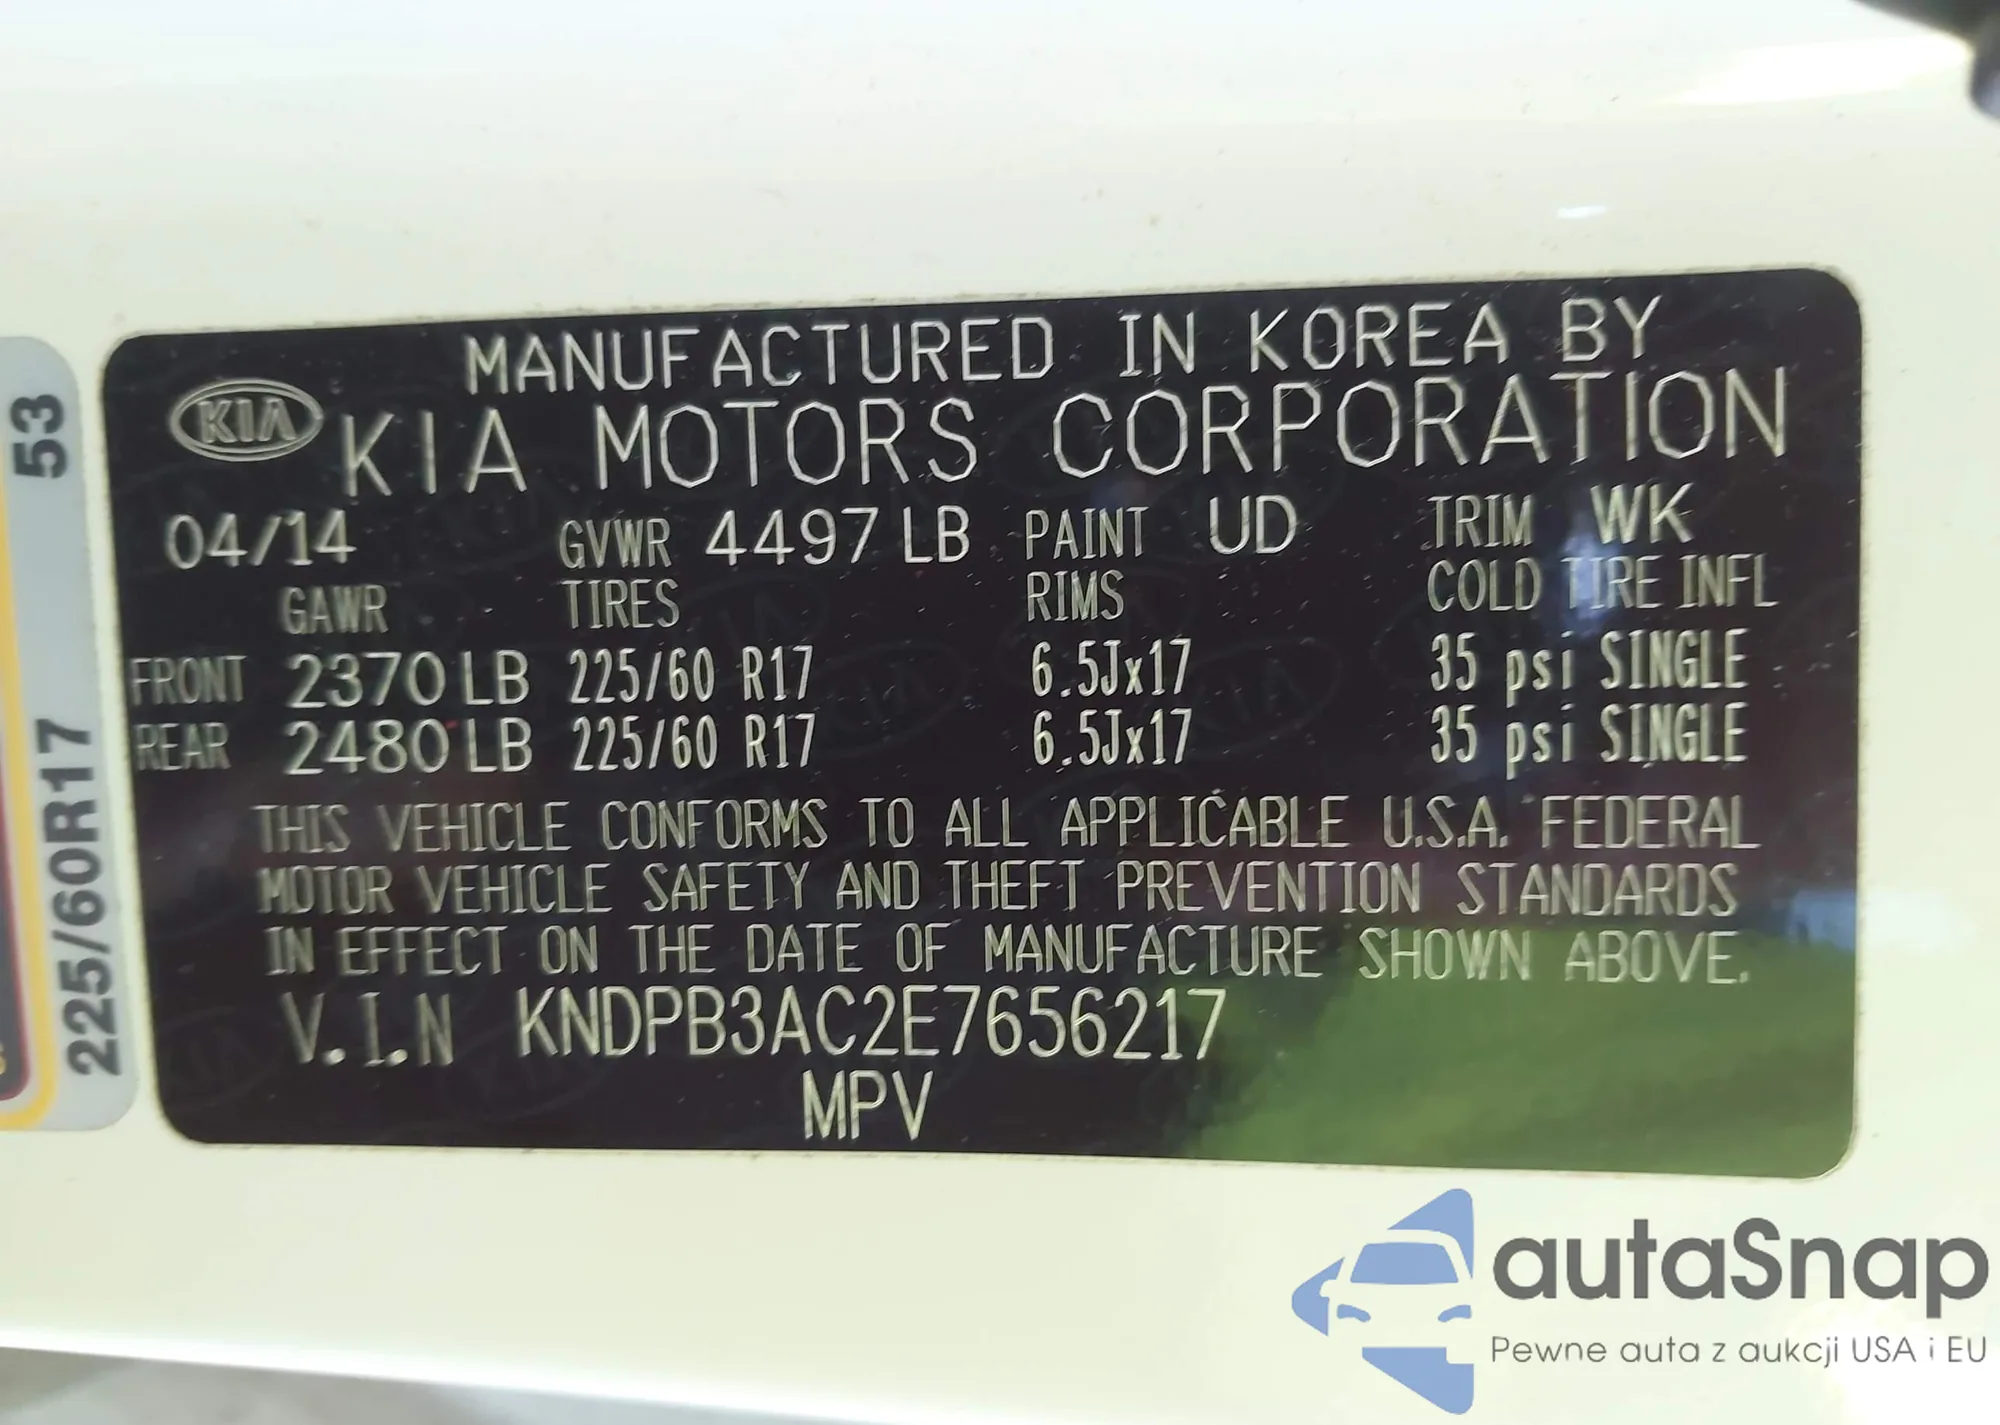 MANUFACTURED IN KOREA BY
KIA KIA MOTORS CORPORATION
04/14 GVWR 4497 LB PAINT UD TRIM WK
GAWR TIRES RIMS COLD TIRE INFL
FRONT 2370 LB 225/60 R17 6.5Jx17 35 psi SINGLE
REAR 2480 LB 225/60 R17 6.5Jx17 35 psi SINGLE
THIS VEHICLE CONFORMS TO ALL APPLICABLE U.S.A. FEDERAL
MOTOR VEHICLE SAFETY AND THEFT PREVENTION STANDARDS
IN EFFECT ON THE DATE OF MANUFACTURE SHOWN ABOVE.
V.I.N KNDPB3AC2E7656217
MPV
225/60R17 53
autaSnap
Pewne auta z aukcji USA i EU